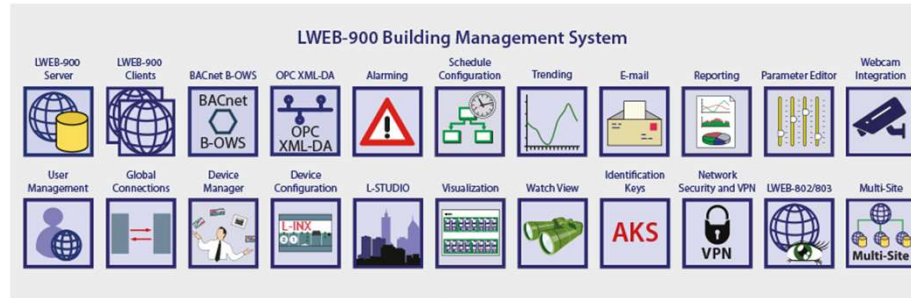 LWEB-900 Building Management System
LWEB-900
Server
LWEB-900
Clients
BACnet B-OWS
OPC XML-DA
Alarming
Schedule
Configuration
Trending
E-mail
Reporting
Parameter Editor
Webcam
Integration
BACnet
B-OWS
OPC
XML-DA
User
Management
Global
Connections
Device
Manager
Device
Configuration
L-STUDIO
Visualization
Watch View
Identification
Keys
Network
Security and VPN
LWEB-802/803
Multi-Site
L-INX
AKS
VPN
Multi-Site